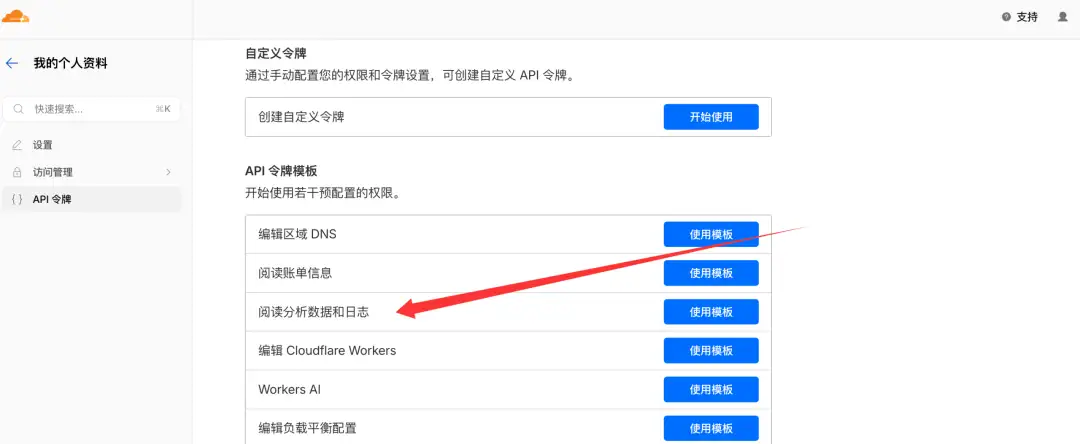 支持
我的个人资料
快速搜索... ⌘K
设置
访问管理
{ } API 令牌
自定义令牌
通过手动配置您的权限和令牌设置，可创建自定义 API 令牌。
创建自定义令牌 开始使用
API 令牌模板
开始使用若干预配置的权限。
编辑区域 DNS 使用模板
阅读账单信息 使用模板
阅读分析数据和日志 使用模板
编辑 Cloudflare Workers 使用模板
Workers AI 使用模板
编辑负载平衡配置 使用模板